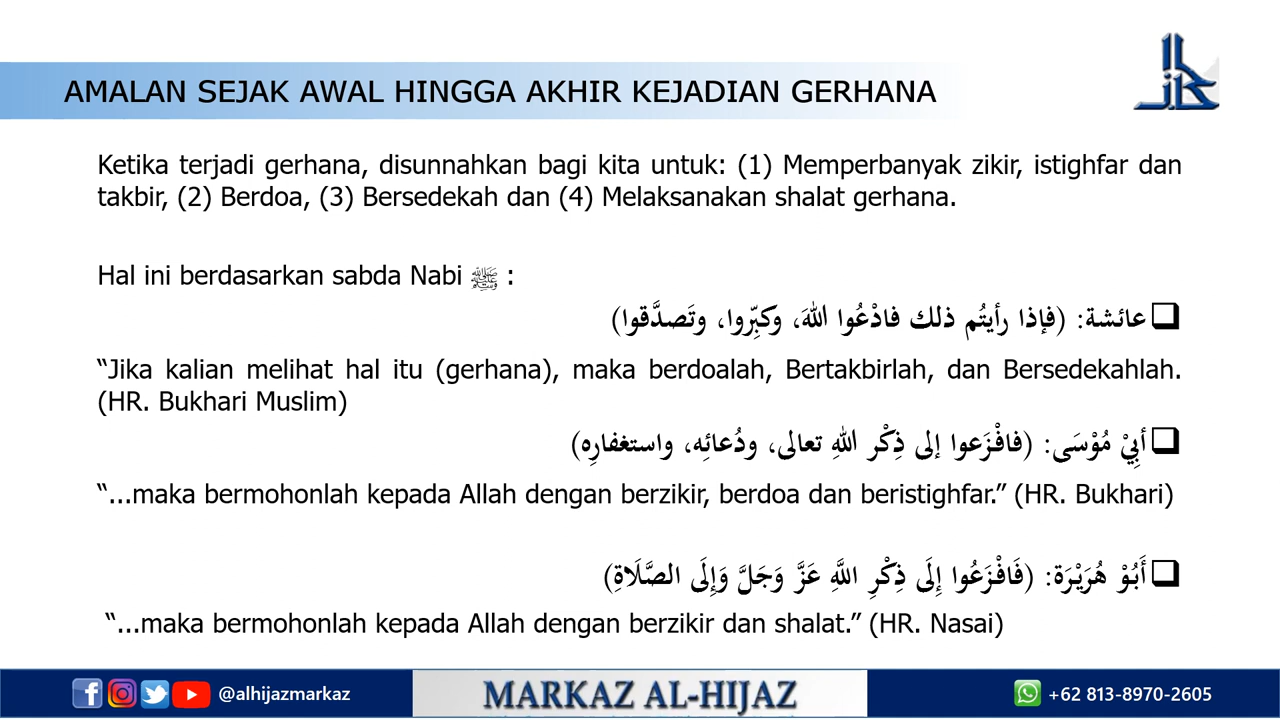 AMALAN SEJAK AWAL HINGGA AKHIR KEJADIAN GERHANA
Ketika terjadi gerhana, disunnahkan bagi kita untuk: (1) Memperbanyak zikir, istighfar dan
takbir, (2) Berdoa, (3) Bersedekah dan (4) Melaksanakan shalat gerhana.
Hal ini berdasarkan sabda Nabi ﷺ :
❑ عائشة: (فإذا رأيتُم ذلك فادْعُوا اللهَ، وكبِّروا، وتَصدَّقوا)
“Jika kalian melihat hal itu (gerhana), maka berdoalah, Bertakbirlah, dan Bersedekahlah.
(HR. Bukhari Muslim)
❑ أبِيْ مُوْسَى: (فافْزَعوا إلى ذِكْر اللهِ تعالى، ودُعائِه، واستغفارِه)
“...maka bermohonlah kepada Allah dengan berzikir, berdoa dan beristighfar.” (HR. Bukhari)
❑ أَبُوْ هُرَيْرَة: (فَافْزَعُوا إِلَى ذِكْرِ اللَّهِ عَزَّ وَجَلَّ وَإِلَى الصَّلَاةِ)
“...maka bermohonlah kepada Allah dengan berzikir dan shalat.” (HR. Nasai)
@alhijazmarkaz
MARKAZ AL-HIJAZ
+62 813-8970-2605